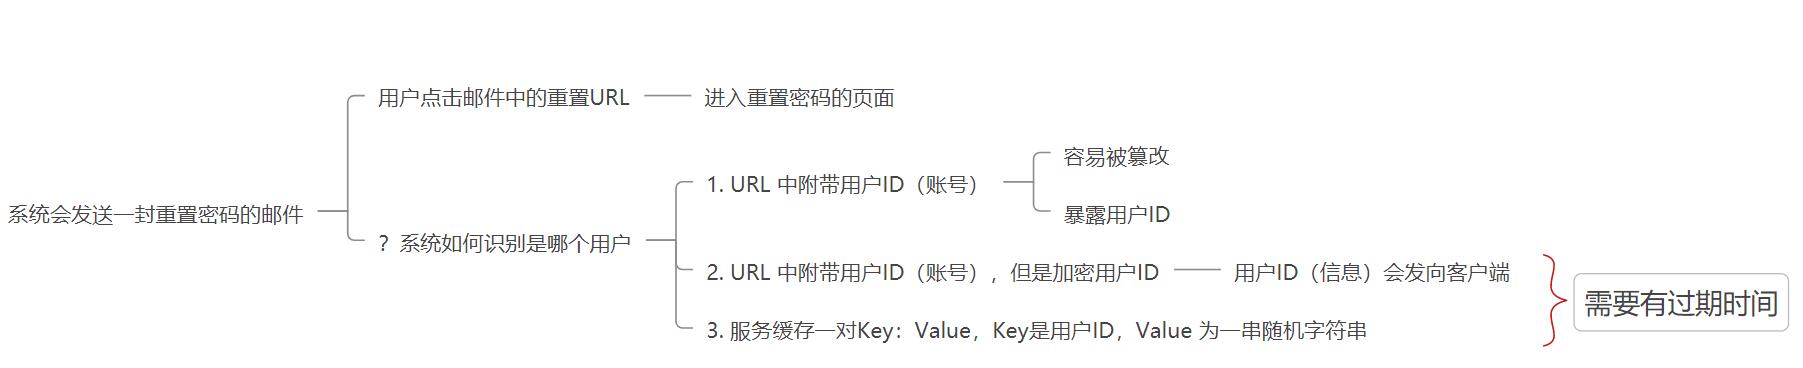 系统会发送一封重置密码的邮件
用户点击邮件中的重置URL
进入重置密码的页面
？系统如何识别是哪个用户
1. URL 中附带用户ID（账号）
容易被篡改
暴露用户ID
2. URL 中附带用户ID（账号），但是加密用户ID
用户ID（信息）会发向客户端
3. 服务缓存一对Key：Value，Key是用户ID，Value 为一串随机字符串
需要有过期时间